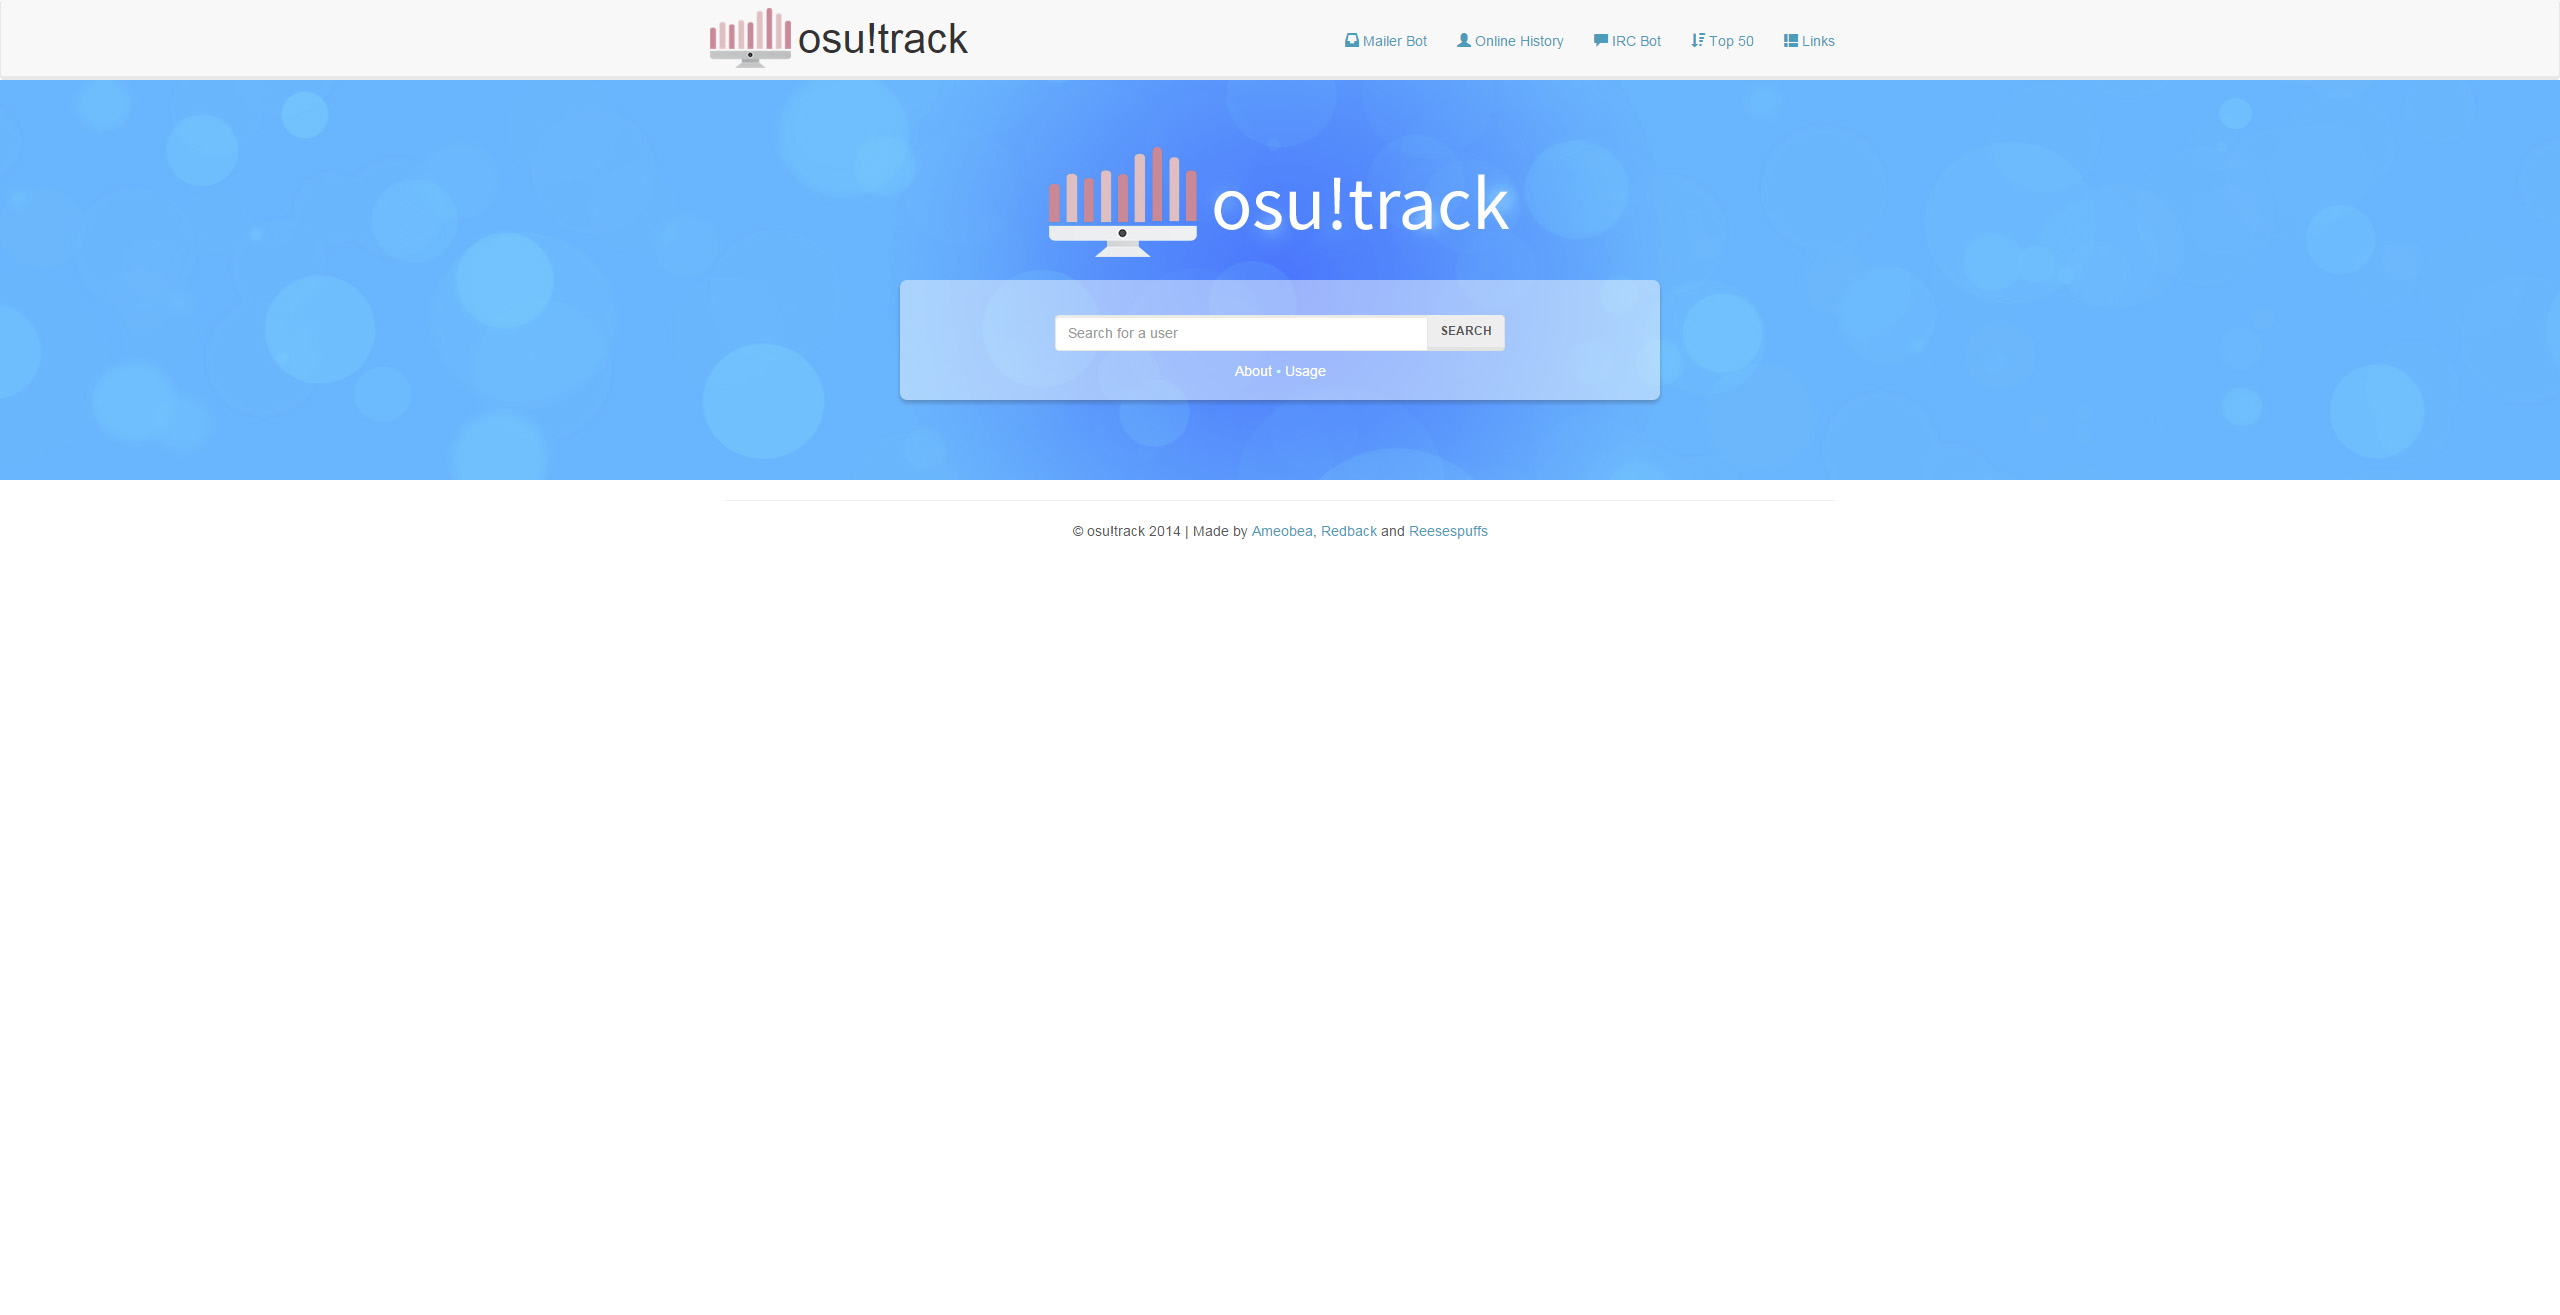 osu!track
Mailer Bot Online History IRC Bot Top 50 Links
osu!track
Search for a user SEARCH
About • Usage
© osu!track 2014 | Made by Ameobea, Redback and Reesespuffs